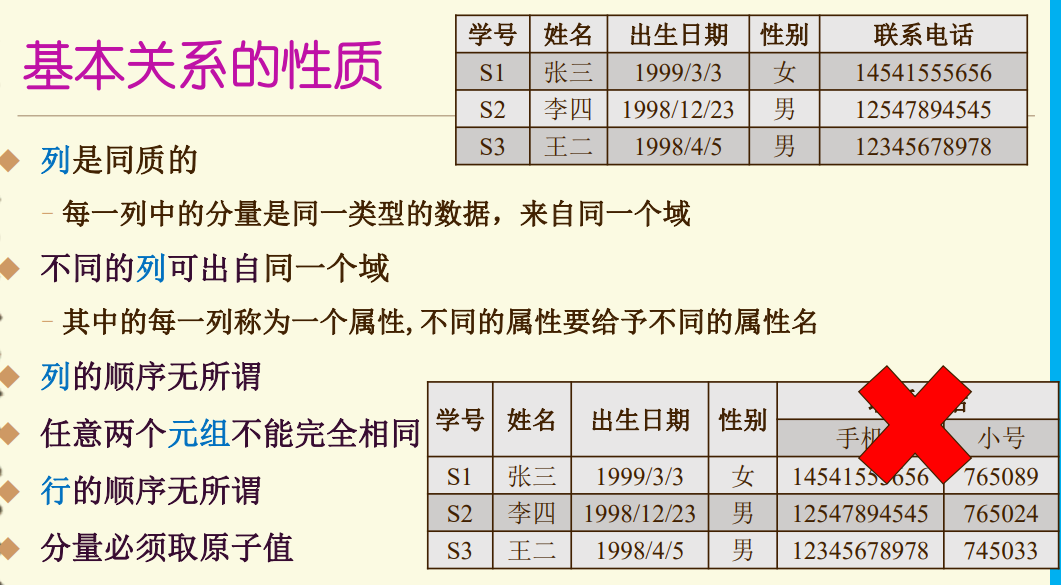 基本关系的性质
学号 姓名 出生日期 性别 联系电话
S1 张三 1999/3/3 女 14541555656
S2 李四 1998/12/23 男 12547894545
S3 王二 1998/4/5 男 12345678978
列是同质的
－每一列中的分量是同一类型的数据，来自同一个域
不同的列可出自同一个域
－其中的每一列称为一个属性,不同的属性要给予不同的属性名
列的顺序无所谓
任意两个元组不能完全相同
行的顺序无所谓
分量必须取原子值
学号 姓名 出生日期 性别
手机 小号
S1 张三 1999/3/3 女 765089
S2 李四 1998/12/23 男 12547894545 765024
S3 王二 1998/4/5 男 12345678978 745033